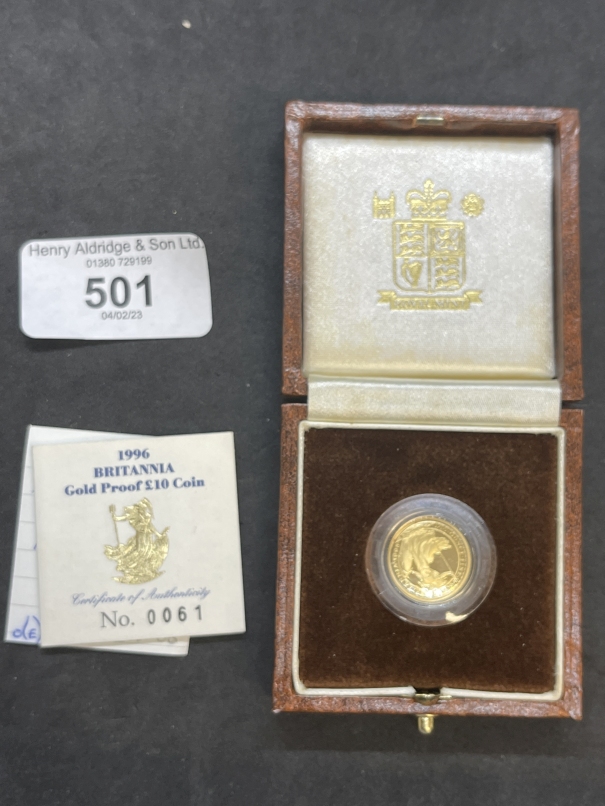 Henry Aldridge & Son Ltd.
01380 729199
501
04/02/23
1996
BRITANNIA
Gold Proof £10 Coin
Certificate of Authenticity
No. 0061